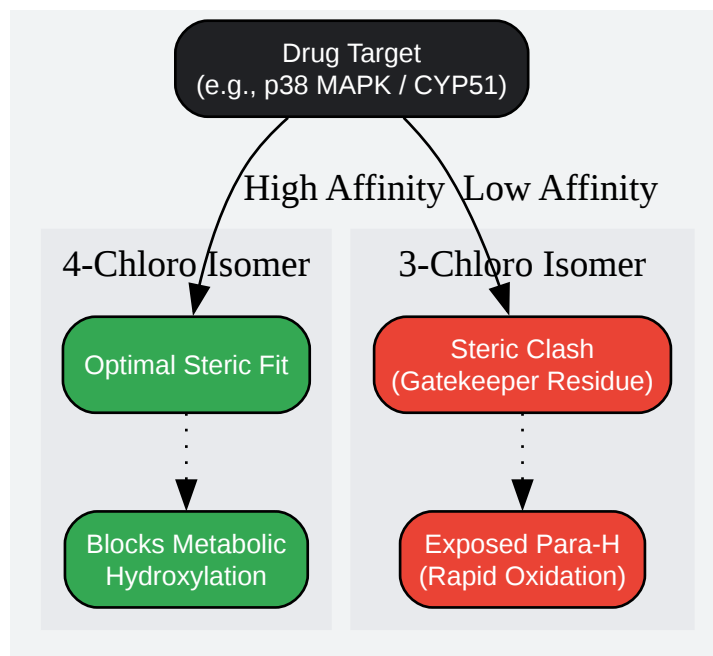 Drug Target
(e.g., p38 MAPK / CYP51)
High Affinity
Low Affinity
4-Chloro Isomer
3-Chloro Isomer
Optimal Steric Fit
Steric Clash
(Gatekeeper Residue)
Blocks Metabolic
Hydroxylation
Exposed Para-H
(Rapid Oxidation)